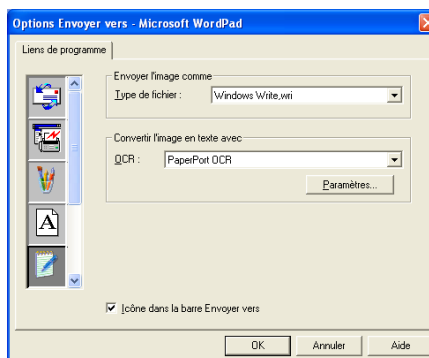 Options Envoyer vers - Microsoft WordPad
Liens de programme
Envoyer l'image comme
Type de fichier :
Windows Write,wri
Convertir l'image en texte avec
OCR :
PaperPort OCR
Paramètres...
A
Icône dans la barre Envoyer vers
OK
Annuler
Aide